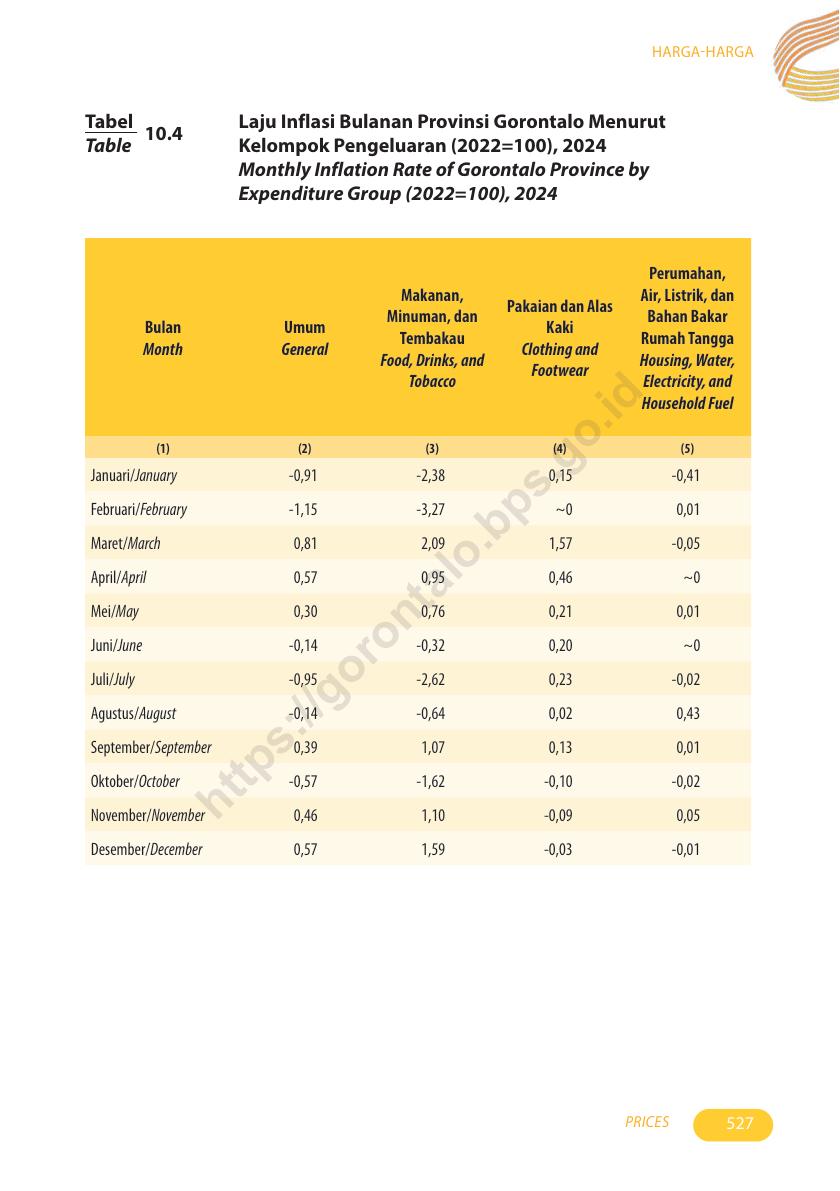 HARGA-HARGA
Tabel
Table
10.4
Laju Inflasi Bulanan Provinsi Gorontalo Menurut
Kelompok Pengeluaran (2022=100), 2024
Monthly Inflation Rate of Gorontalo Province by
Expenditure Group (2022=100), 2024
Bulan
Month
Umum
General
Makanan,
Minuman, dan
Tembakau
Food, Drinks, and
Tobacco
Pakaian dan Alas
Kaki
Clothing and
Footwear
Perumahan,
Air, Listrik, dan
Bahan Bakar
Rumah Tangga
Housing, Water,
Electricity, and
Household Fuel
(1) (2) (3) (4) (5)
Januari/January -0,91 -2,38 0,15 -0,41
Februari/February -1,15 -3,27 ~0 0,01
Maret/March 0,81 2,09 1,57 -0,05
April/April 0,57 0,95 0,46 ~0
Mei/May 0,30 0,76 0,21 0,01
Juni/June -0,14 -0,32 0,20 ~0
Juli/July -0,95 -2,62 0,23 -0,02
Agustus/August -0,14 -0,64 0,02 0,43
September/September 0,39 1,07 0,13 0,01
Oktober/October -0,57 -1,62 -0,10 -0,02
November/November 0,46 1,10 -0,09 0,05
Desember/December 0,57 1,59 -0,03 -0,01
https://gorontalo.bps.go.id
PRICES 527